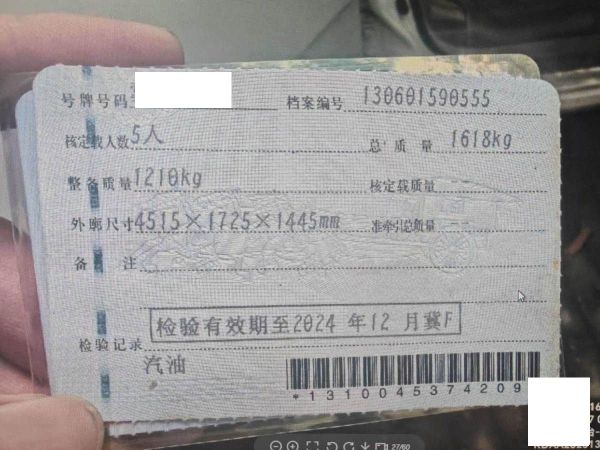 号牌号码 档案编号 130601590555
核定载人数 5人 总质量 1618kg
整备质量 1210kg 核定载质量 --
外廓尺寸 4515×1725×1445mm 准牵引总质量 --
备注
检验记录 检验有效期至2024年12月冀F
汽油
*1310045374209
27/60